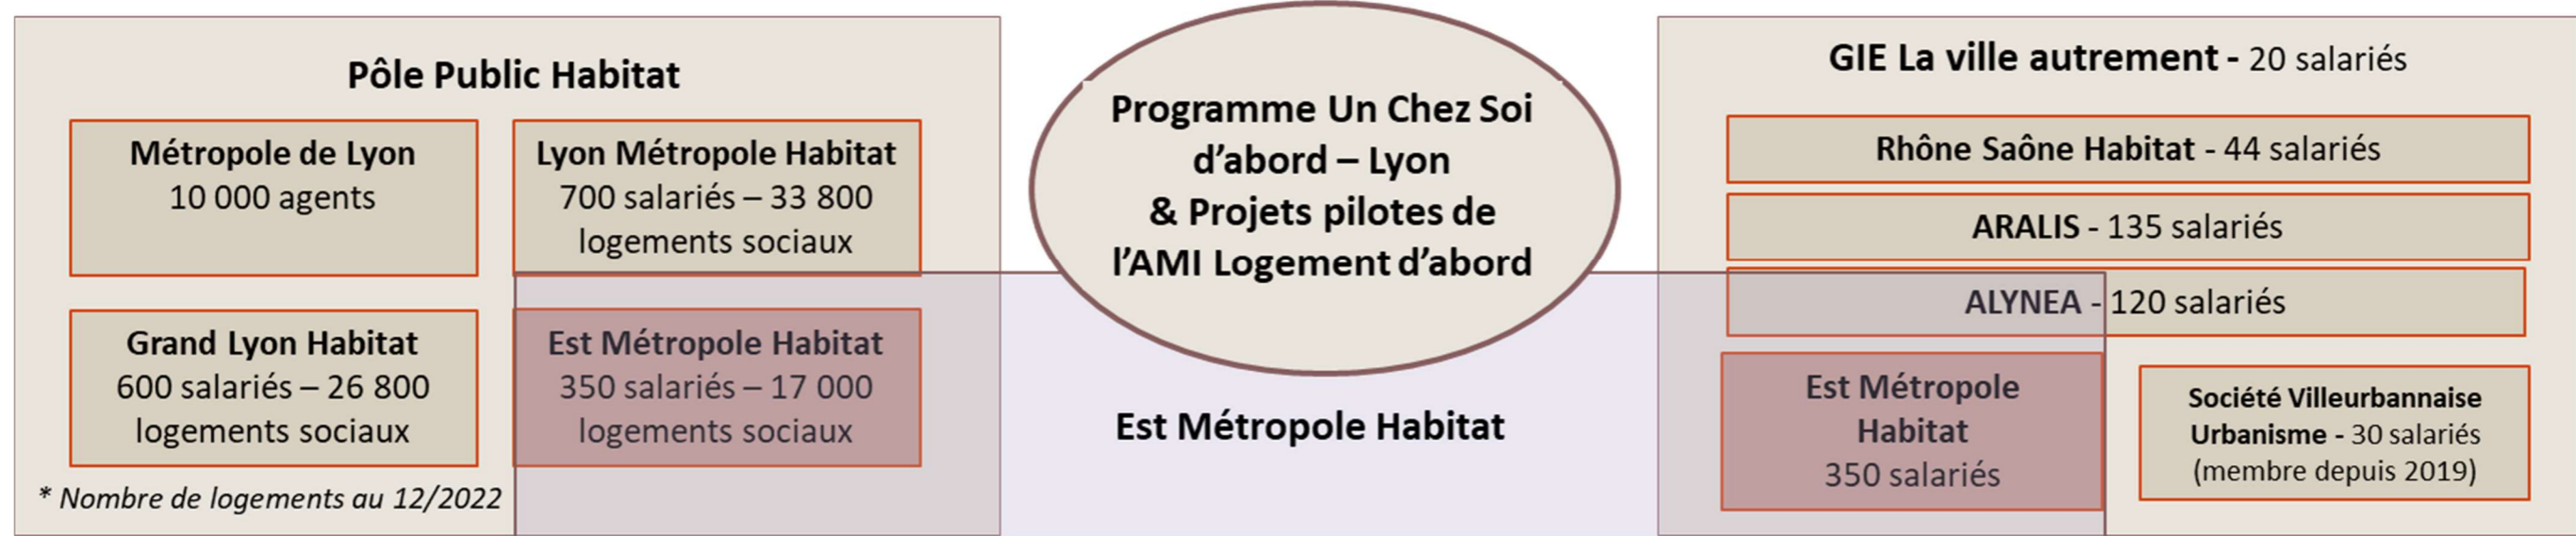 Pôle Public Habitat
Métropole de Lyon
10 000 agents
Lyon Métropole Habitat
700 salariés – 33 800
logements sociaux
Grand Lyon Habitat
600 salariés – 26 800
logements sociaux
Est Métropole Habitat
350 salariés – 17 000
logements sociaux
* Nombre de logements au 12/2022
Programme Un Chez Soi
d’abord – Lyon
& Projets pilotes de
l’AMI Logement d’abord
Est Métropole Habitat
GIE La ville autrement - 20 salariés
Rhône Saône Habitat - 44 salariés
ARALIS - 135 salariés
ALYNEA - 120 salariés
Est Métropole
Habitat
350 salariés
Société Villeurbannaise
Urbanisme - 30 salariés
(membre depuis 2019)